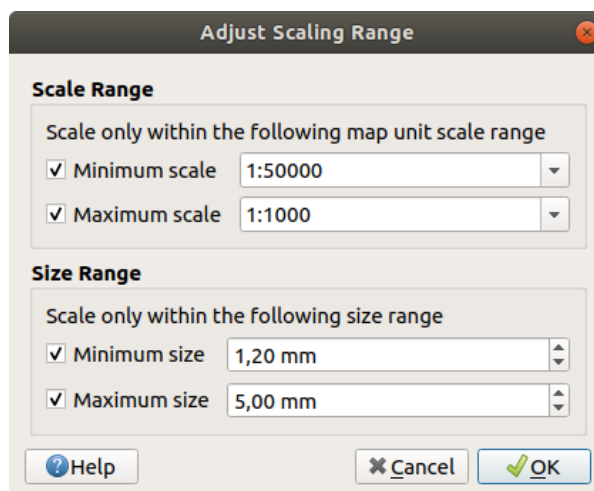 Adjust Scaling Range
Scale Range
Scale only within the following map unit scale range
Minimum scale 1:50000
Maximum scale 1:1000
Size Range
Scale only within the following size range
Minimum size 1,20 mm
Maximum size 5,00 mm
Help Cancel OK